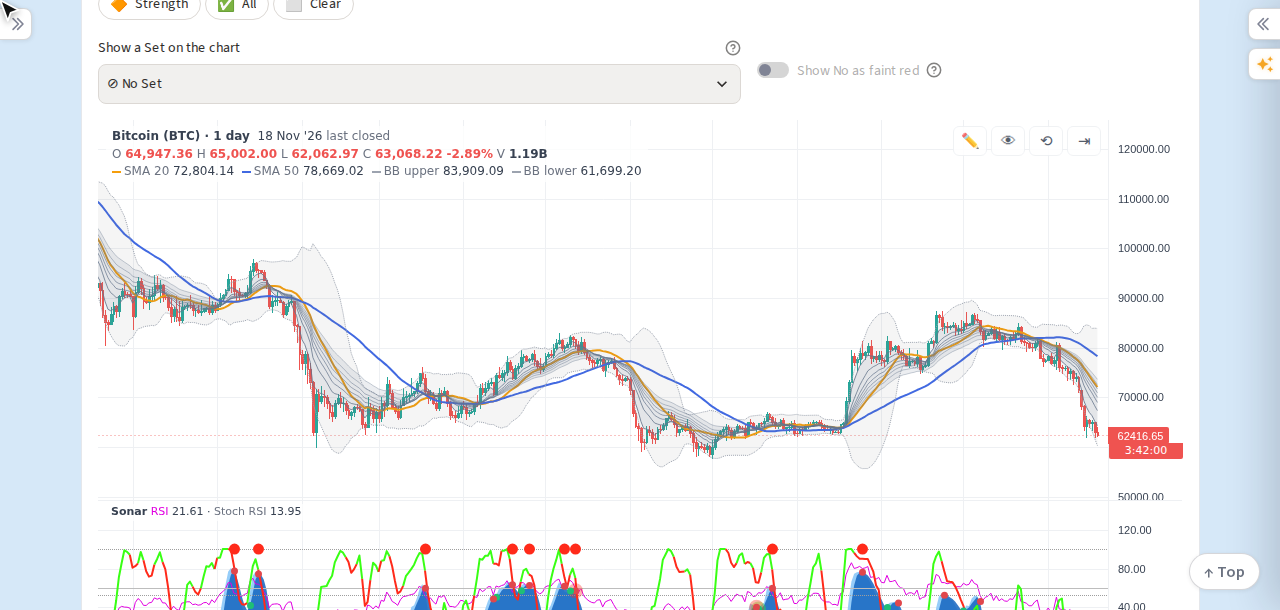 Strength All Clear
Show a Set on the chart
⊘ No Set
Show No as faint red
Bitcoin (BTC) · 1 day 18 Nov '26 last closed
O 64,947.36 H 65,002.00 L 62,062.97 C 63,068.22 -2.89% V 1.19B
SMA 20 72,804.14 SMA 50 78,669.02 BB upper 83,909.09 BB lower 61,699.20
120000.00
110000.00
100000.00
90000.00
80000.00
70000.00
62416.65
3:42:00
50000.00
Sonar RSI 21.61 · Stoch RSI 13.95
120.00
80.00
40.00
↑ Top